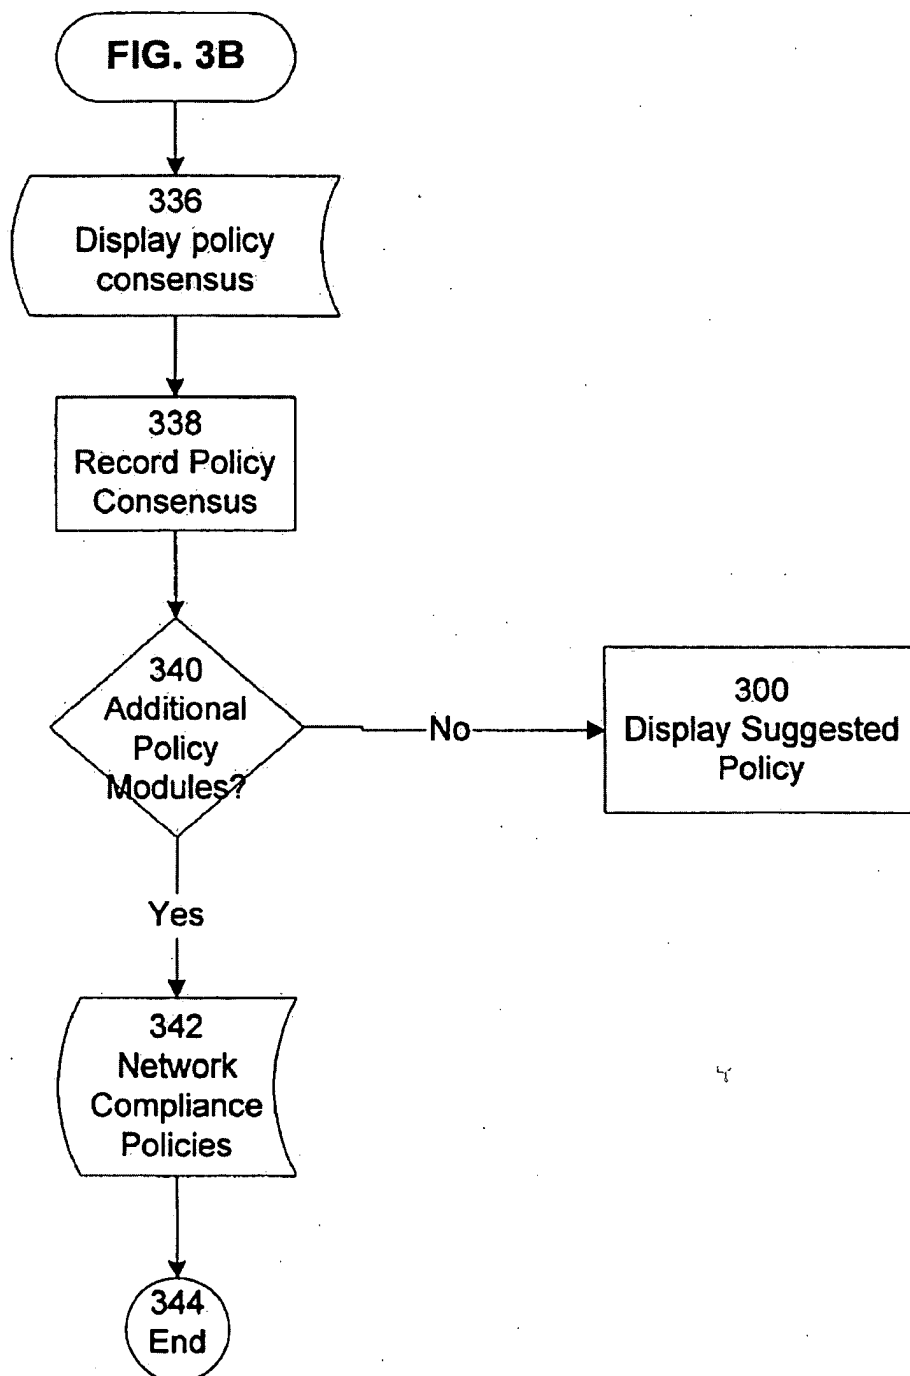 FIG. 3B
336
Display policy
consensus
338
Record Policy
Consensus
340
Additional
Policy
Modules?
No
300
Display Suggested
Policy
Yes
342
Network
Compliance
Policies
344
End